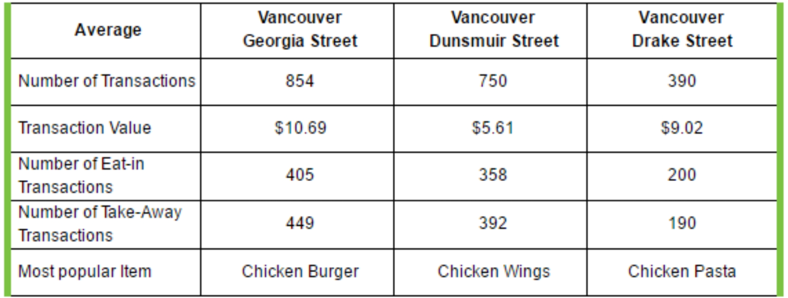 Average
Vancouver
Georgia Street
Vancouver
Dunsmuir Street
Vancouver
Drake Street
Number of Transactions
854
750
390
Transaction Value
$10.69
$5.61
$9.02
Number of Eat-in
Transactions
405
358
200
Number of Take-Away
Transactions
449
392
190
Most popular Item
Chicken Burger
Chicken Wings
Chicken Pasta